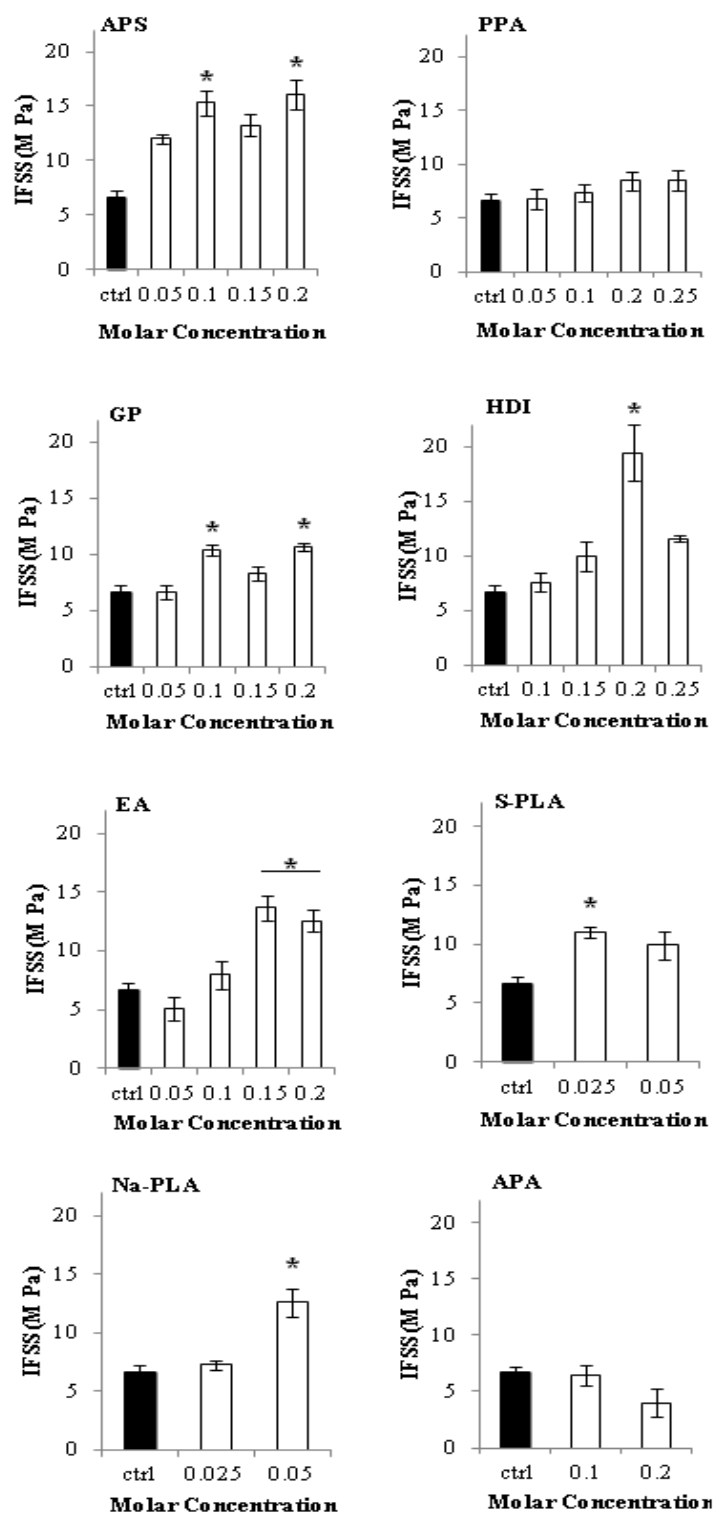 APS
20
15
10
5
0
IFSS(M Pa)
*
*
ctrl 0.05 0.1 0.15 0.2
Molar Concentration
PPA
20
15
10
5
0
IFSS(M Pa)
ctrl 0.05 0.1 0.2 0.25
Molar Concentration
GP
20
15
10
5
0
IFSS(M Pa)
*
*
ctrl 0.05 0.1 0.15 0.2
Molar Concentration
HDI
20
15
10
5
0
IFSS(M Pa)
*
ctrl 0.1 0.15 0.2 0.25
Molar Concentration
EA
20
15
10
5
0
IFSS(M Pa)
*
ctrl 0.05 0.1 0.15 0.2
Molar Concentration
S-PLA
20
15
10
5
0
IFSS(M Pa)
*
ctrl 0.025 0.05
Molar Concentration
Na-PLA
20
15
10
5
0
IFSS(M Pa)
*
ctrl 0.025 0.05
Molar Concentration
APA
20
15
10
5
0
IFSS(M Pa)
ctrl 0.1 0.2
Molar Concentration